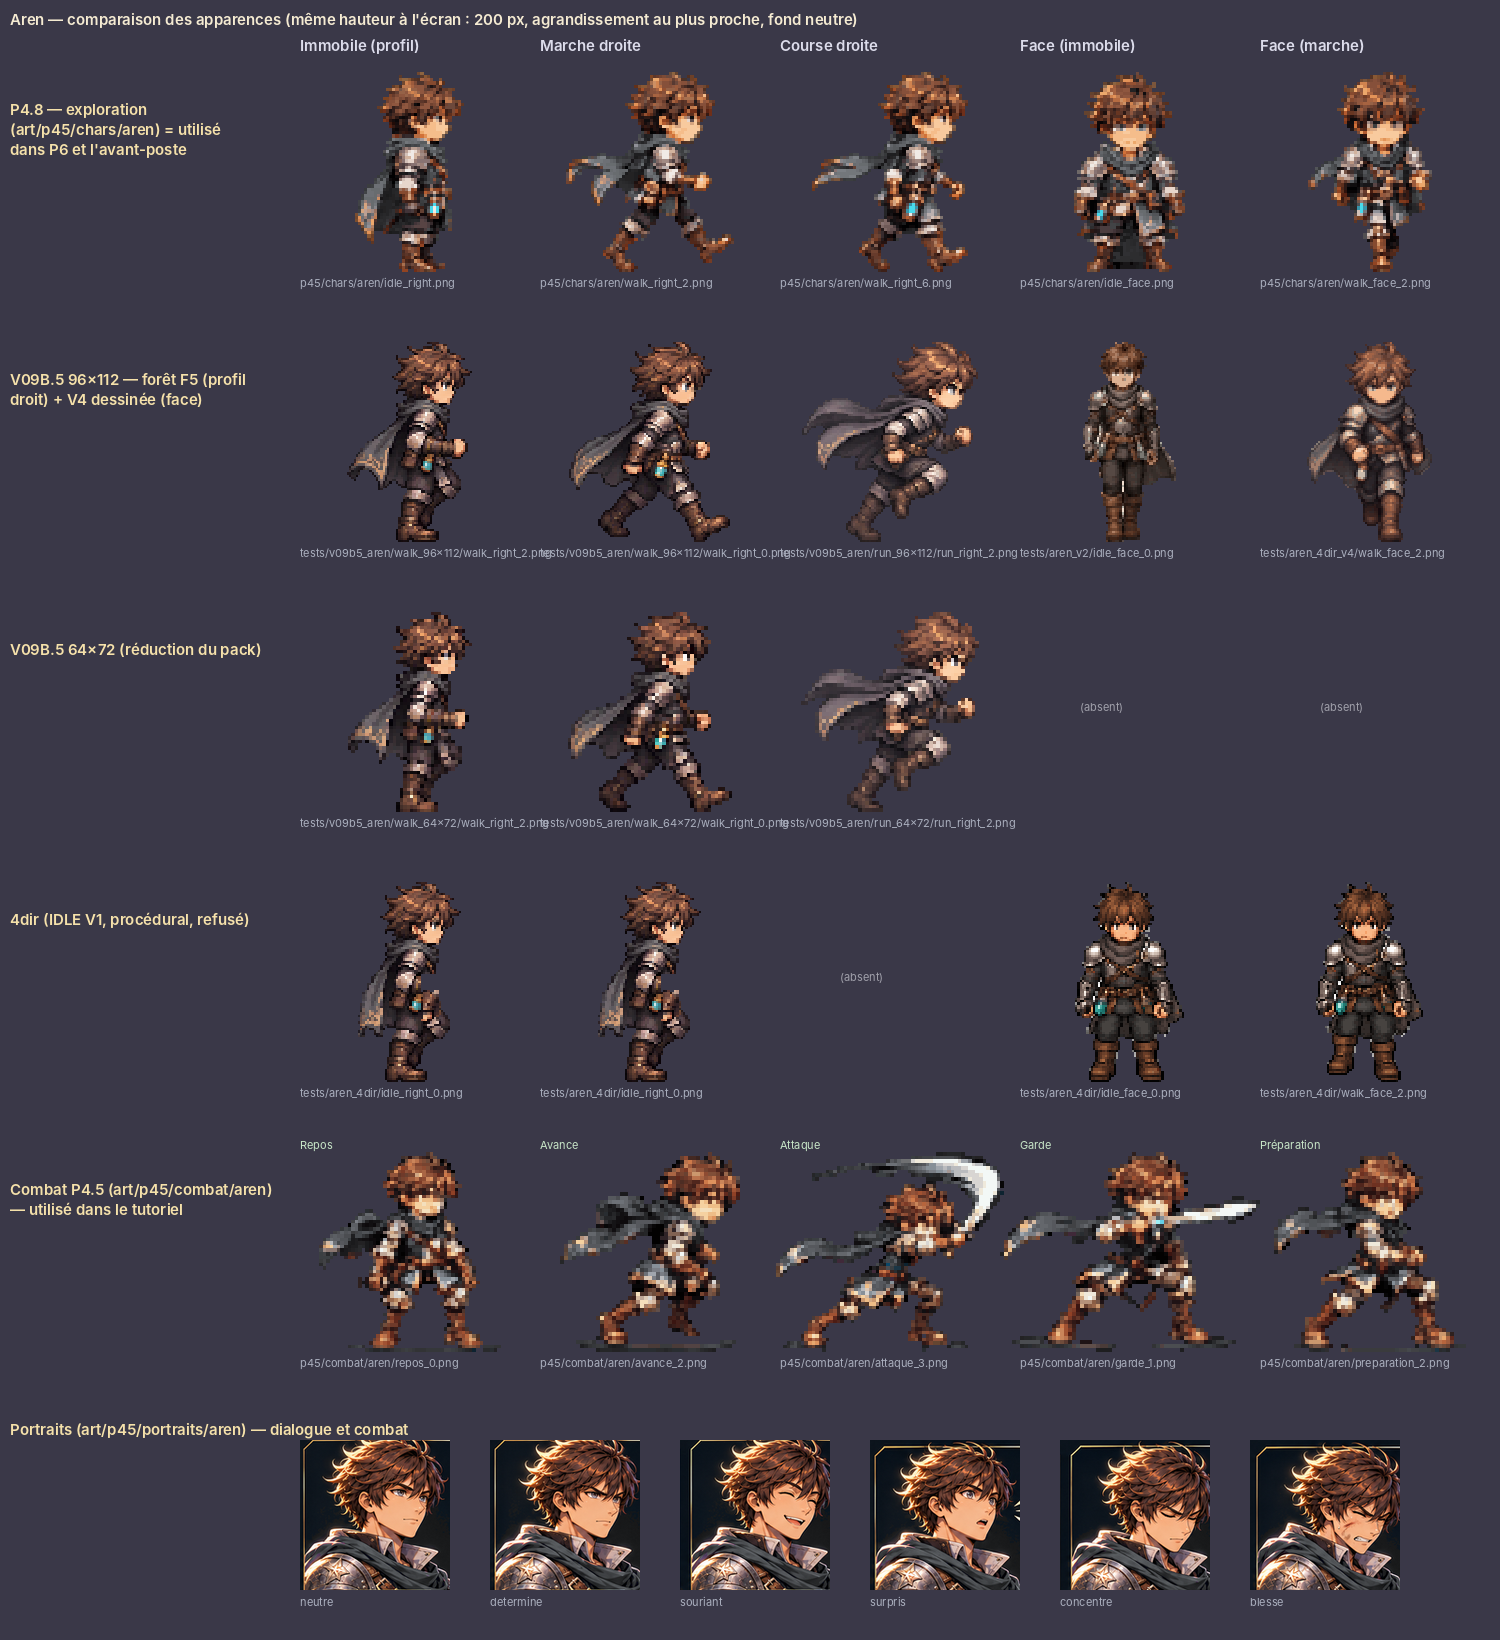 Aren — comparaison des apparences (même hauteur à l'écran : 200 px, agrandissement au plus proche, fond neutre)
Immobile (profil)
Marche droite
Course droite
Face (immobile)
Face (marche)
P4.8 — exploration
(art/p45/chars/aren) = utilisé
dans P6 et l'avant-poste
p45/chars/aren/idle_right.png
p45/chars/aren/walk_right_2.png
p45/chars/aren/walk_right_6.png
p45/chars/aren/idle_face.png
p45/chars/aren/walk_face_2.png
V09B.5 96×112 — forêt F5 (profil
droit) + V4 dessinée (face)
tests/v09b5_aren/walk_96×112/walk_right_2.png
tests/v09b5_aren/walk_96×112/walk_right_0.png
tests/v09b5_aren/run_96×112/run_right_2.png
tests/aren_v2/idle_face_0.png
tests/aren_4dir_v4/walk_face_2.png
V09B.5 64×72 (réduction du pack)
(absent)
(absent)
tests/v09b5_aren/walk_64×72/walk_right_2.png
tests/v09b5_aren/walk_64×72/walk_right_0.png
tests/v09b5_aren/run_64×72/run_right_2.png
4dir (IDLE V1, procédural, refusé)
(absent)
tests/aren_4dir/idle_right_0.png
tests/aren_4dir/idle_right_0.png
tests/aren_4dir/idle_face_0.png
tests/aren_4dir/walk_face_2.png
Repos
Avance
Attaque
Garde
Préparation
Combat P4.5 (art/p45/combat/aren)
— utilisé dans le tutoriel
p45/combat/aren/repos_0.png
p45/combat/aren/avance_2.png
p45/combat/aren/attaque_3.png
p45/combat/aren/garde_1.png
p45/combat/aren/preparation_2.png
Portraits (art/p45/portraits/aren) — dialogue et combat
neutre
determine
souriant
surpris
concentre
blesse